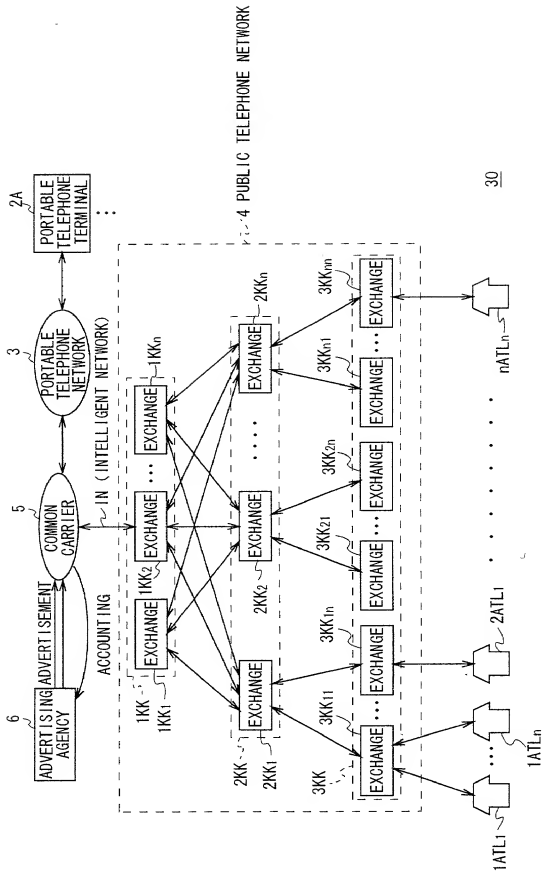 6
ADVERTISING
AGENCY
ADVERTISEMENT
ACCOUNTING
5
COMMON
CARRIER
3
PORTABLE
TELEPHONE
NETWORK
2A
PORTABLE
TELEPHONE
TERMINAL
IN (INTELLIGENT NETWORK)
4 PUBLIC TELEPHONE NETWORK
1KK
1KK1
EXCHANGE
1KK2
EXCHANGE
1KKn
EXCHANGE
2KK
2KK1
EXCHANGE
2KK2
EXCHANGE
2KKn
EXCHANGE
3KK
3KK11
EXCHANGE
3KK1n
EXCHANGE
3KK21
EXCHANGE
3KK2n
EXCHANGE
3KKn1
EXCHANGE
3KKnn
EXCHANGE
1ATL1
1ATLn
2ATL1
nATLn
30